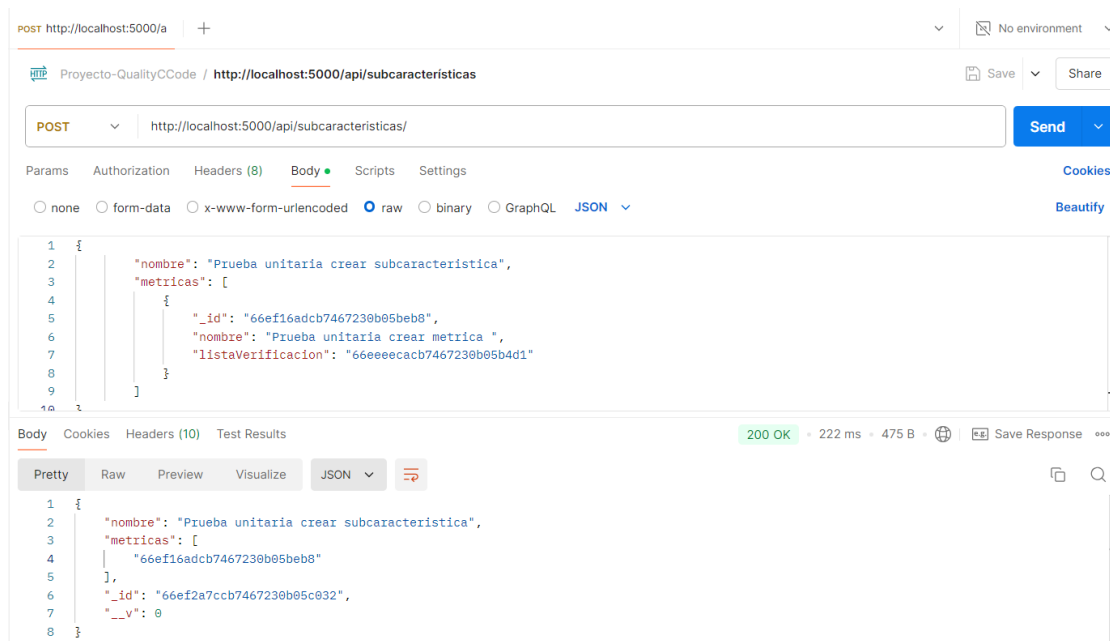 POST http://localhost:5000/a
No environment
HTTP Proyecto-QualityCCode / http://localhost:5000/api/subcaracterísticas Save Share
POST http://localhost:5000/api/subcaracteristicas/ Send
Params Authorization Headers (8) Body Scripts Settings Cookies
none form-data x-www-form-urlencoded raw binary GraphQL JSON Beautify
1 {
2 "nombre": "Prueba unitaria crear subcaracteristica",
3 "metricas": [
4 {
5 "_id": "66ef16adcb7467230b05beb8",
6 "nombre": "Prueba unitaria crear metrica ",
7 "listaVerificacion": "66eeeecacb7467230b05b4d1"
8 }
9 ]
10 }
Body Cookies Headers (10) Test Results 200 OK 222 ms 475 B e.g. Save Response
Pretty Raw Preview Visualize JSON
1 {
2 "nombre": "Prueba unitaria crear subcaracteristica",
3 "metricas": [
4 "66ef16adcb7467230b05beb8"
5 ],
6 "_id": "66ef2a7ccb7467230b05c032",
7 "__v": 0
8 }